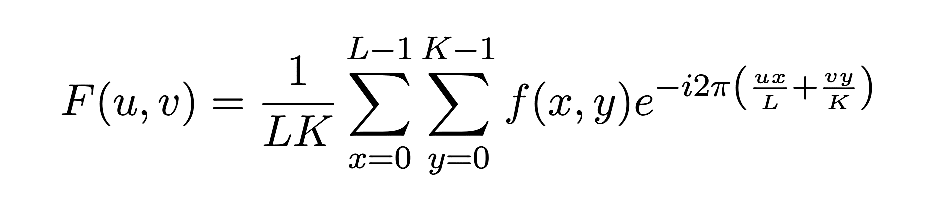 F(u, v) = \frac{1}{LK} \sum_{x=0}^{L-1} \sum_{y=0}^{K-1} f(x, y) e^{-i2\pi\left(\frac{ux}{L}+\frac{vy}{K}\right)}